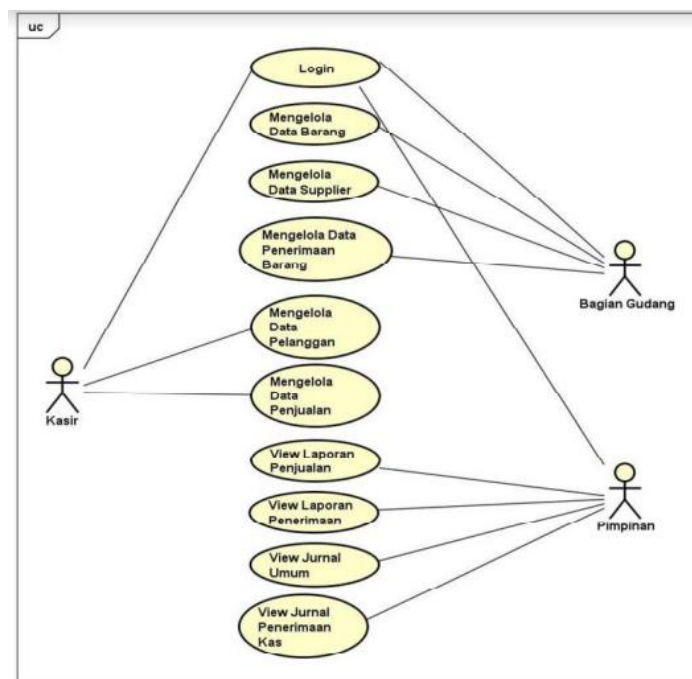 uc
Login
Mengelola
Data Barang
Mengelola
Data Supplier
Mengelola Data
Penerimaan
Barang
Bagian Gudang
Mengelola
Data
Pelanggan
Kasir
Mengelola
Data
Penjualan
View Laporan
Penjualan
View Laporan
Penerimaan
Pimpinan
View Jurnal
Umum
View Jurnal
Penerimaan
Kas